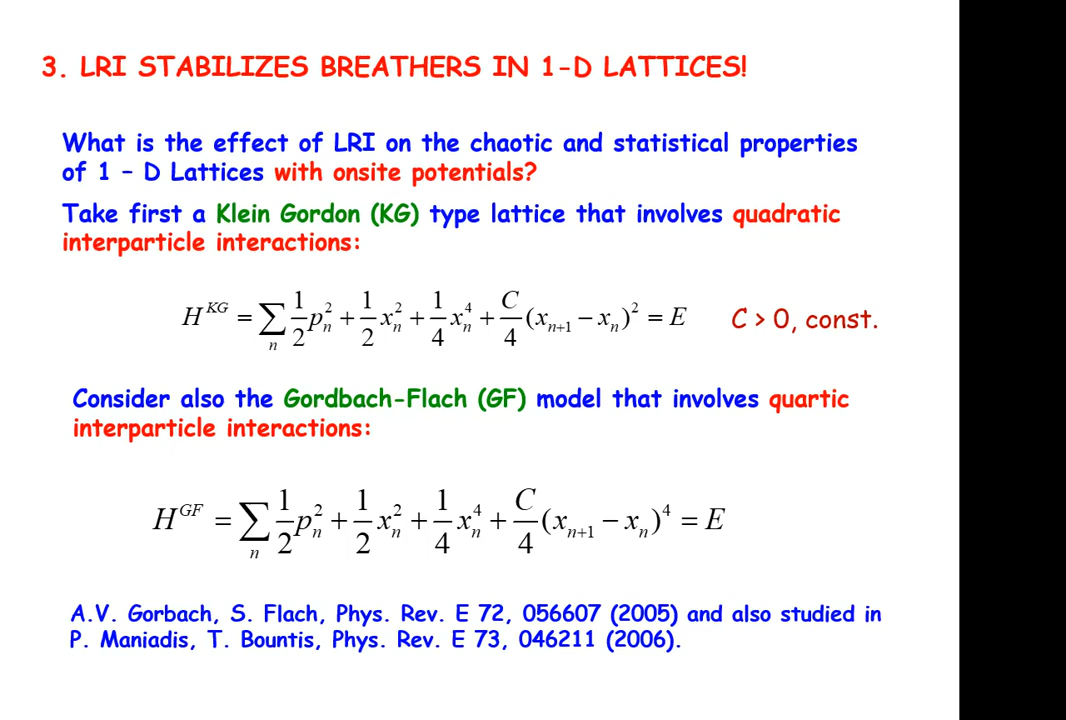 3. LRI STABILIZES BREATHERS IN 1-D LATTICES!
What is the effect of LRI on the chaotic and statistical properties
of 1 – D Lattices with onsite potentials?
Take first a Klein Gordon (KG) type lattice that involves quadratic
interparticle interactions:
H^{KG} = \sum_n \frac{1}{2} p_n^2 + \frac{1}{2} x_n^2 + \frac{1}{4} x_n^4 + \frac{C}{4} (x_{n+1} - x_n)^2 = E C > 0, const.
Consider also the Gordbach-Flach (GF) model that involves quartic
interparticle interactions:
H^{GF} = \sum_n \frac{1}{2} p_n^2 + \frac{1}{2} x_n^2 + \frac{1}{4} x_n^4 + \frac{C}{4} (x_{n+1} - x_n)^4 = E
A.V. Gorbach, S. Flach, Phys. Rev. E 72, 056607 (2005) and also studied in
P. Maniadis, T. Bountis, Phys. Rev. E 73, 046211 (2006).